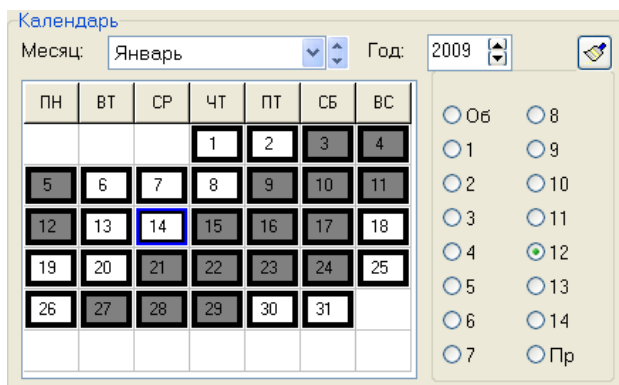 Календарь
Месяц: Январь Год: 2009
ПН ВТ СР ЧТ ПТ СБ ВС
1 2 3 4
5 6 7 8 9 10 11
12 13 14 15 16 17 18
19 20 21 22 23 24 25
26 27 28 29 30 31
Об 8
1 9
2 10
3 11
4 12
5 13
6 14
7 Пр